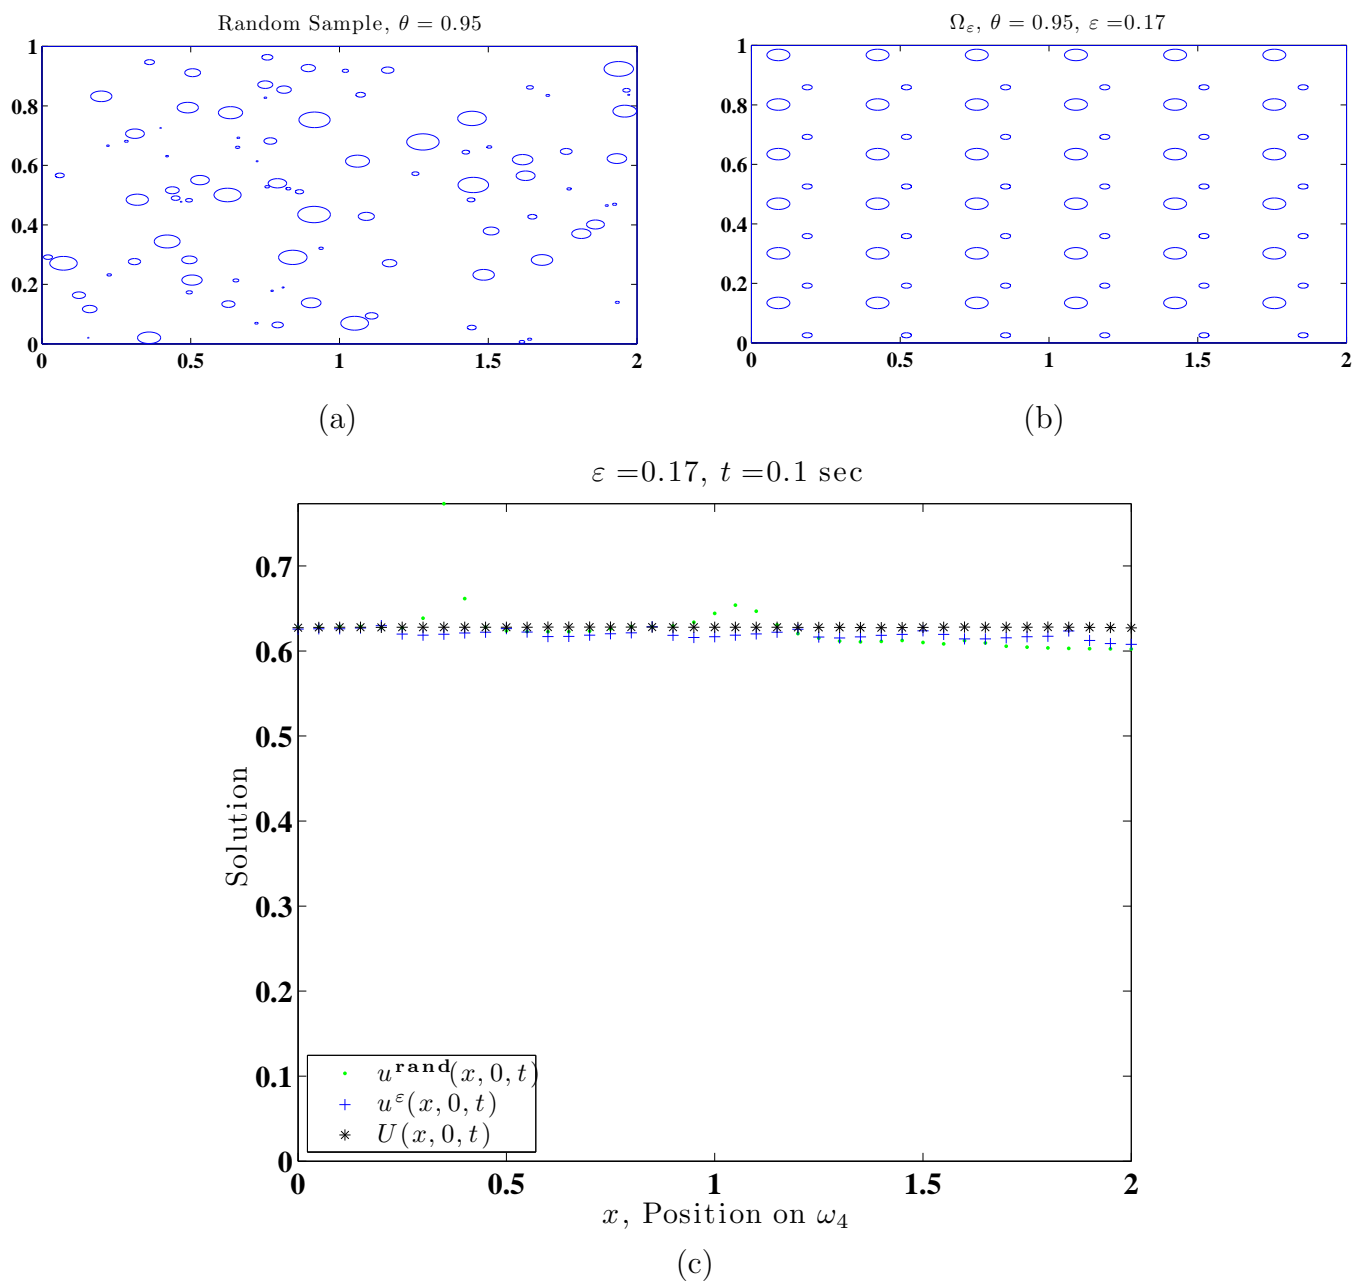 Random Sample, θ = 0.95
1
0.8
0.6
0.4
0.2
0
0 0.5 1 1.5 2
(a)
Ω_ε, θ = 0.95, ε =0.17
1
0.8
0.6
0.4
0.2
0
0 0.5 1 1.5 2
(b)
ε =0.17, t =0.1 sec
Solution
0.7
0.6
0.5
0.4
0.3
0.2
0.1
0
u^rand(x, 0, t)
u^ε(x, 0, t)
U(x, 0, t)
0 0.5 1 1.5 2
x, Position on ω₄
(c)